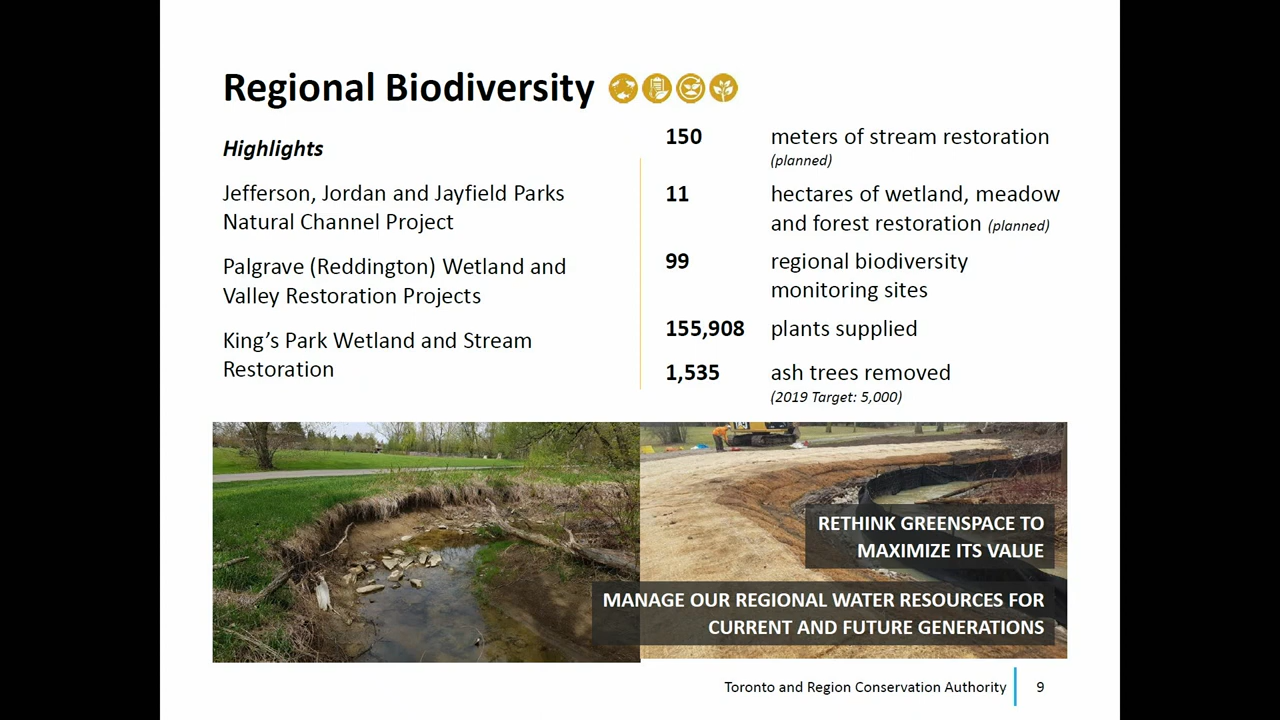 Regional Biodiversity
Highlights
Jefferson, Jordan and Jayfield Parks
Natural Channel Project
Palgrave (Reddington) Wetland and
Valley Restoration Projects
King’s Park Wetland and Stream
Restoration
150 meters of stream restoration
(planned)
11 hectares of wetland, meadow
and forest restoration (planned)
99 regional biodiversity
monitoring sites
155,908 plants supplied
1,535 ash trees removed
(2019 Target: 5,000)
RETHINK GREENSPACE TO
MAXIMIZE ITS VALUE
MANAGE OUR REGIONAL WATER RESOURCES FOR
CURRENT AND FUTURE GENERATIONS
Toronto and Region Conservation Authority 9